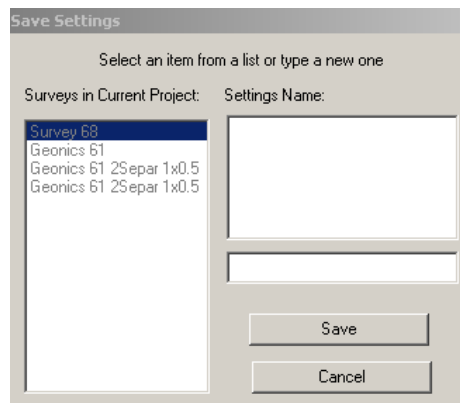 Save Settings
Select an item from a list or type a new one
Surveys in Current Project:
Settings Name:
Survey 68
Geonics 61
Geonics 61 2Separ 1x0.5
Geonics 61 2Separ 1x0.5
Save
Cancel